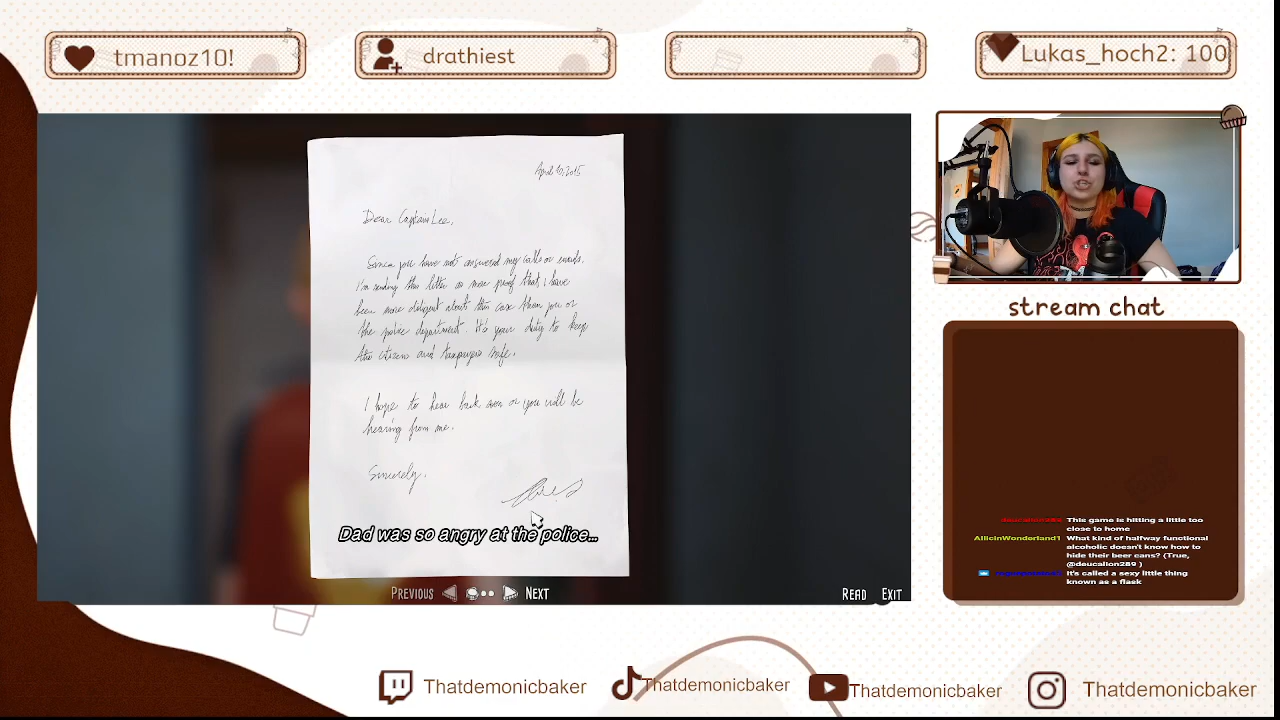 tmanoz10!
drathiest
Lukas_hoch2: 100
April 10, 2015
Dear Captain Lee,
Since you have not answered my calls or emails,
I'm sending this letter as more proof that I have
been more diligent about this case than you or
the police department. It's your duty to keep
the citizens and taxpayers safe.
I hope to hear back soon or you will be
hearing from me.
Sincerely,
Dad was so angry at the police...
PREVIOUS
NEXT
READ
EXIT
stream chat
This game is hitting a little too
close to home
AllicinWonderland1 What kind of halfway functional
alcoholic doesn't know how to
hide their beer cans? (True,
@deucalion289 )
It's called a sexy little thing
known as a flask
Thatdemonicbaker
Thatdemonicbaker
Thatdemonicbaker
Thatdemonicbaker